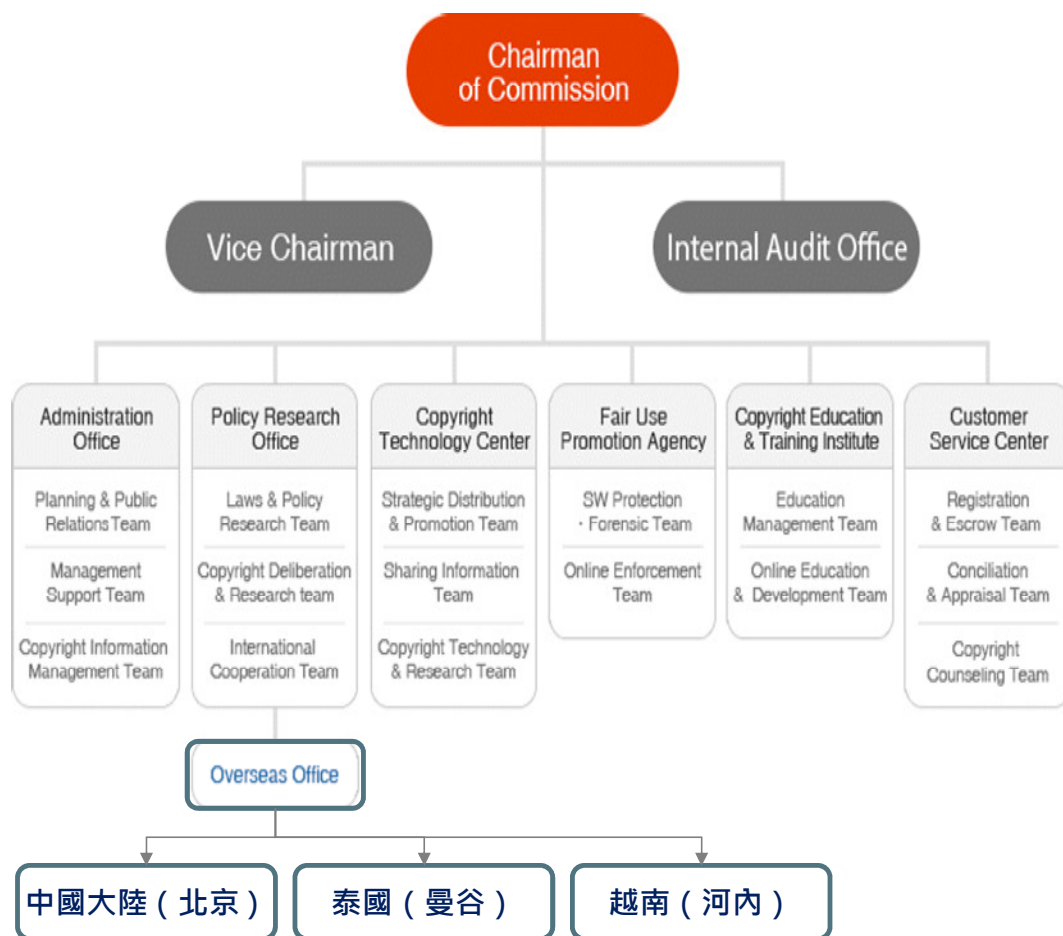 Chairman
of Commission
Vice Chairman
Internal Audit Office
Administration
Office
Planning & Public
Relations Team
Management
Support Team
Copyright Information
Management Team
Policy Research
Office
Laws & Policy
Research Team
Copyright Deliberation
& Research team
International
Cooperation Team
Copyright
Technology Center
Strategic Distribution
& Promotion Team
Sharing Information
Team
Copyright Technology
& Research Team
Fair Use
Promotion Agency
SW Protection
· Forensic Team
Online Enforcement
Team
Copyright Education
& Training Institute
Education
Management Team
Online Education
& Development Team
Customer
Service Center
Registration
& Escrow Team
Conciliation
& Appraisal Team
Copyright
Counseling Team
Overseas Office
中國大陸（北京）
泰國（曼谷）
越南（河內）